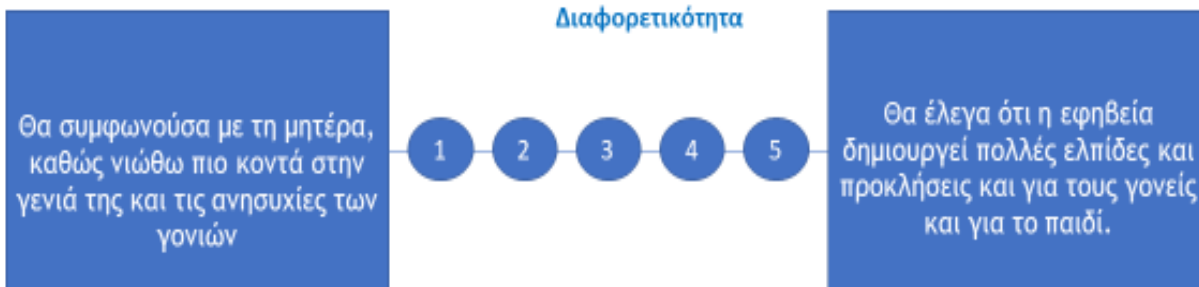 Διαφορετικότητα
Θα συμφωνούσα με τη μητέρα,
καθώς νιώθω πιο κοντά στην
γενιά της και τις ανησυχίες των
γονιών
1 2 3 4 5
Θα έλεγα ότι η εφηβεία
δημιουργεί πολλές ελπίδες και
προκλήσεις και για τους γονείς
και για το παιδί.